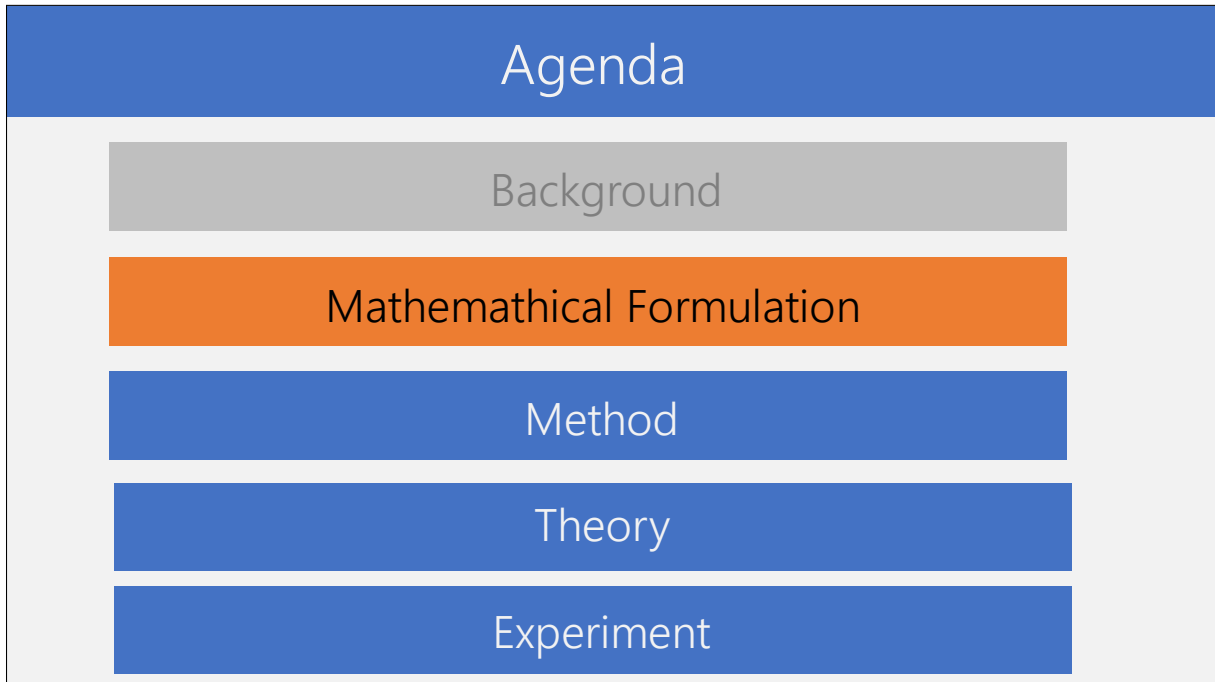 Agenda
Background
Mathemathical Formulation
Method
Theory
Experiment